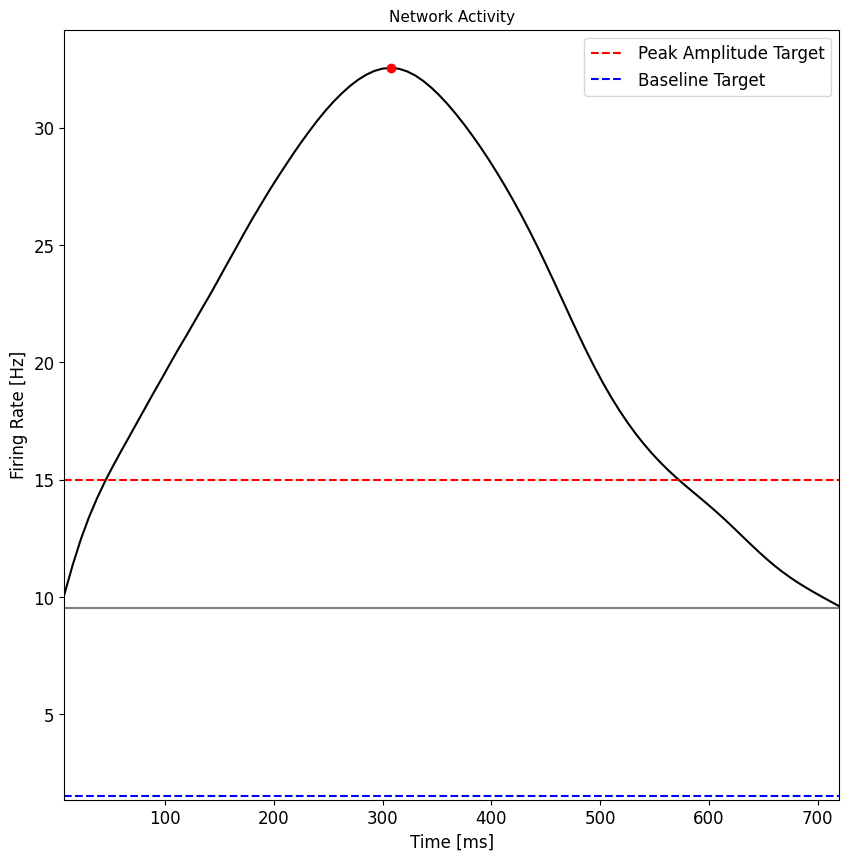 Network Activity
Peak Amplitude Target
Baseline Target
Firing Rate [Hz]
30
25
20
15
10
5
100 200 300 400 500 600 700
Time [ms]